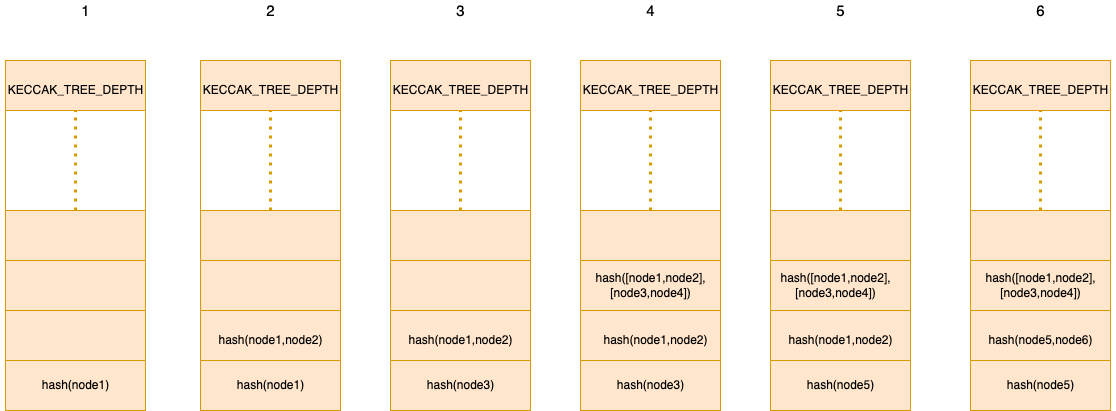 1
2
3
4
5
6
KECCAK_TREE_DEPTH
KECCAK_TREE_DEPTH
KECCAK_TREE_DEPTH
KECCAK_TREE_DEPTH
KECCAK_TREE_DEPTH
KECCAK_TREE_DEPTH
hash([node1,node2],
[node3,node4])
hash([node1,node2],
[node3,node4])
hash([node1,node2],
[node3,node4])
hash(node1,node2)
hash(node1,node2)
hash(node1,node2)
hash(node1,node2)
hash(node5,node6)
hash(node1)
hash(node1)
hash(node3)
hash(node3)
hash(node5)
hash(node5)